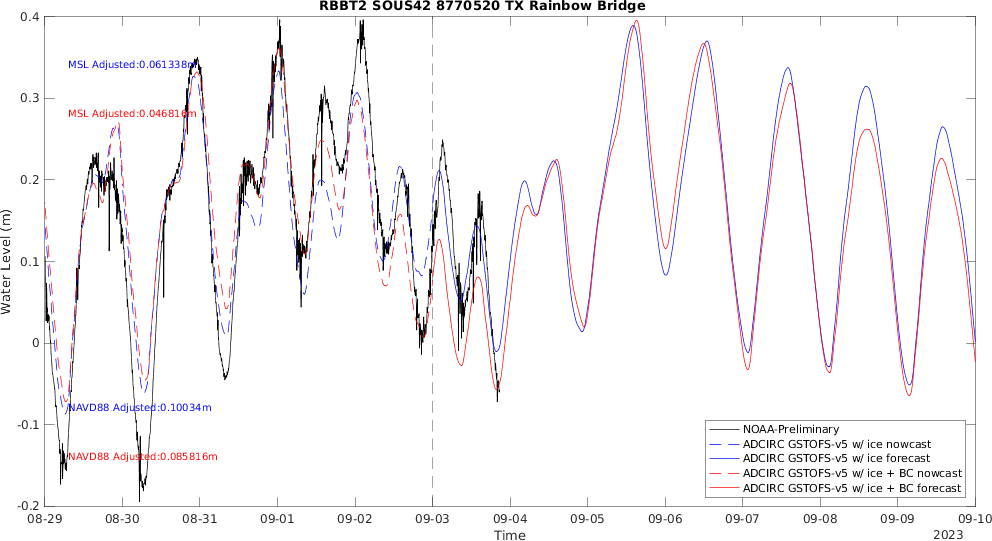 RBBT2 SOUS42 8770520 TX Rainbow Bridge
0.4
0.3
0.2
0.1
0
-0.1
-0.2
Water Level (m)
MSL Adjusted:0.061338m
MSL Adjusted:0.046816m
NAVD88 Adjusted:0.10034m
NAVD88 Adjusted:0.085816m
NOAA-Preliminary
ADCIRC GSTOFS-v5 w/ ice nowcast
ADCIRC GSTOFS-v5 w/ ice forecast
ADCIRC GSTOFS-v5 w/ ice + BC nowcast
ADCIRC GSTOFS-v5 w/ ice + BC forecast
08-29 08-30 08-31 09-01 09-02 09-03 09-04 09-05 09-06 09-07 09-08 09-09 09-10
Time
2023